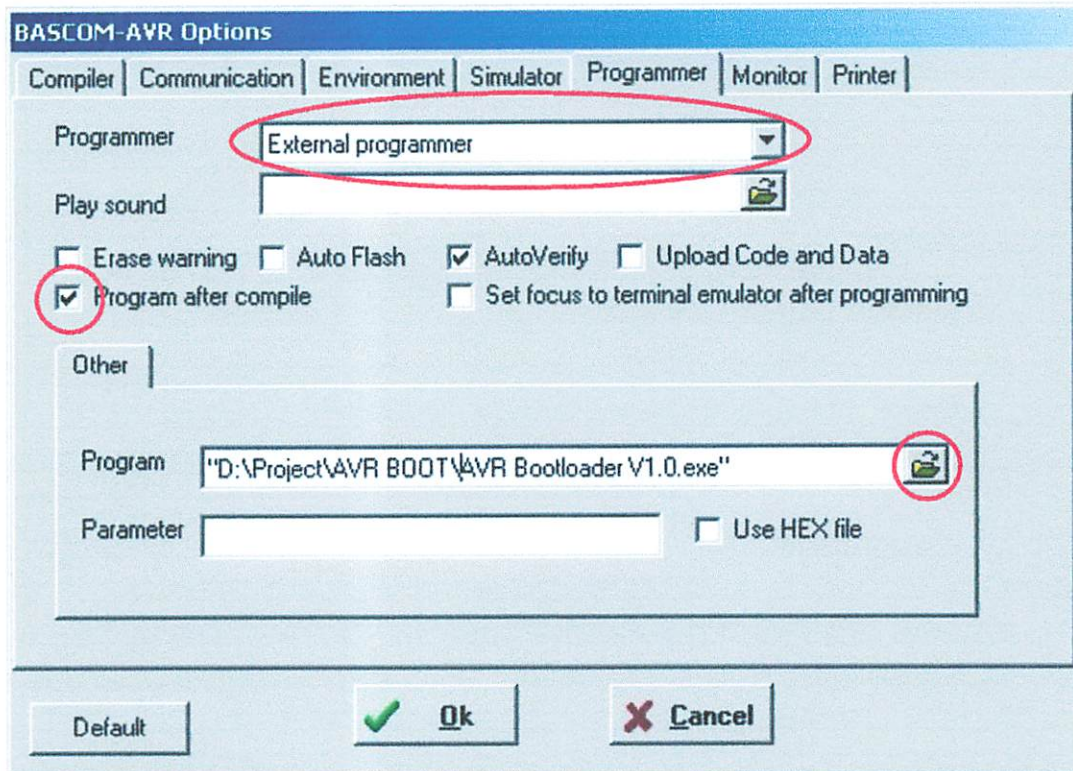 BASCOM-AVR Options
Compiler Communication Environment Simulator Programmer Monitor Printer
Programmer External programmer
Play sound
Erase warning Auto Flash AutoVerify Upload Code and Data
Program after compile Set focus to terminal emulator after programming
Other
Program "D:\Project\AVR BOOT\AVR Bootloader V1.0.exe"
Parameter Use HEX file
Default Ok Cancel